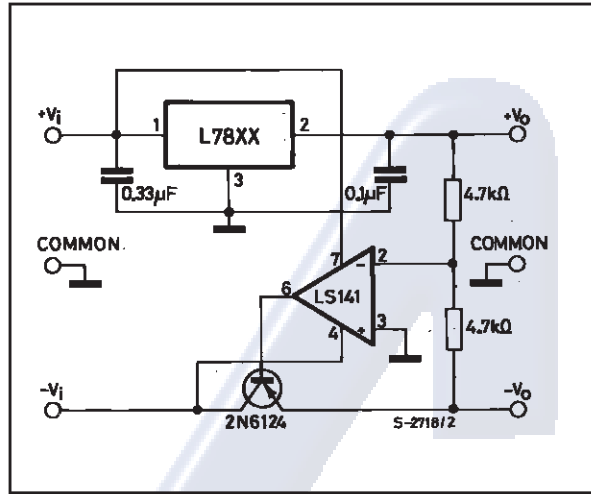 +Vi
1
L78XX
2
+Vo
3
0.33µF
0.1µF
4.7kΩ
COMMON
COMMON
7
2
-
6
LS141
4
+
3
4.7kΩ
-Vi
2N6124
S-2718/2
-Vo